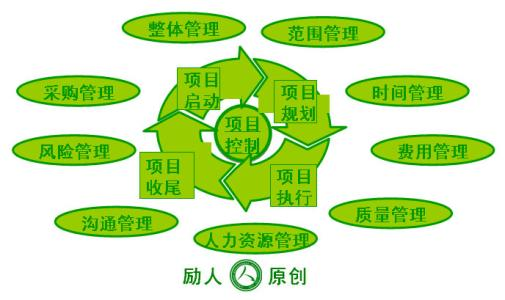 整体管理
范围管理
采购管理
时间管理
项目
启动
项目
规划
项目
控制
风险管理
费用管理
项目
收尾
项目
执行
沟通管理
质量管理
人力资源管理
励人
人
原创